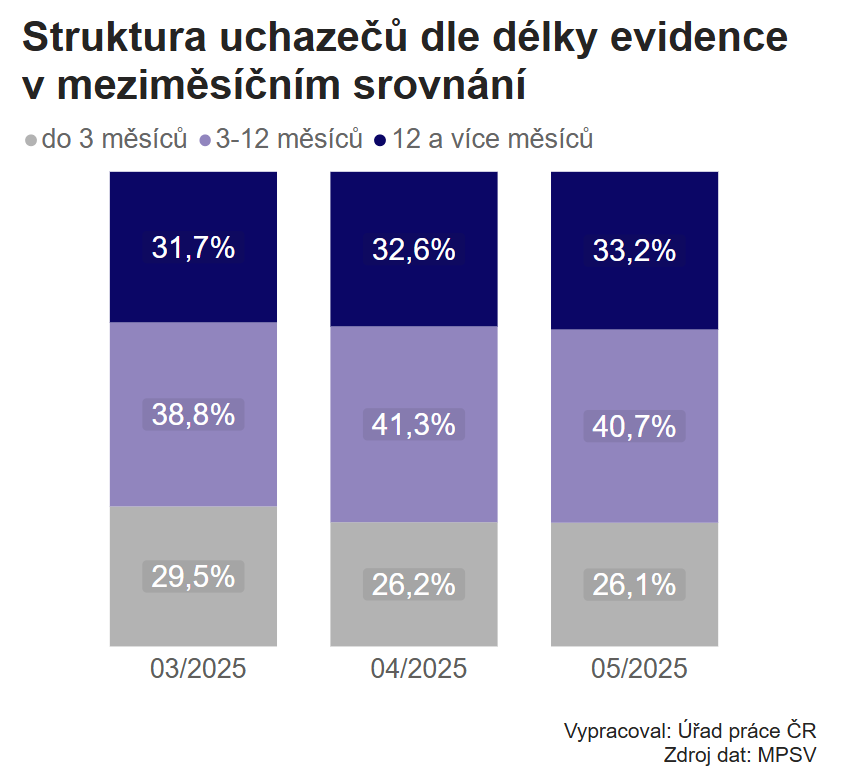 Struktura uchazečů dle délky evidence
v meziměsíčním srovnání
do 3 měsíců 3-12 měsíců 12 a více měsíců
31,7% 32,6% 33,2%
38,8% 41,3% 40,7%
29,5% 26,2% 26,1%
03/2025 04/2025 05/2025
Vypracoval: Úřad práce ČR
Zdroj dat: MPSV